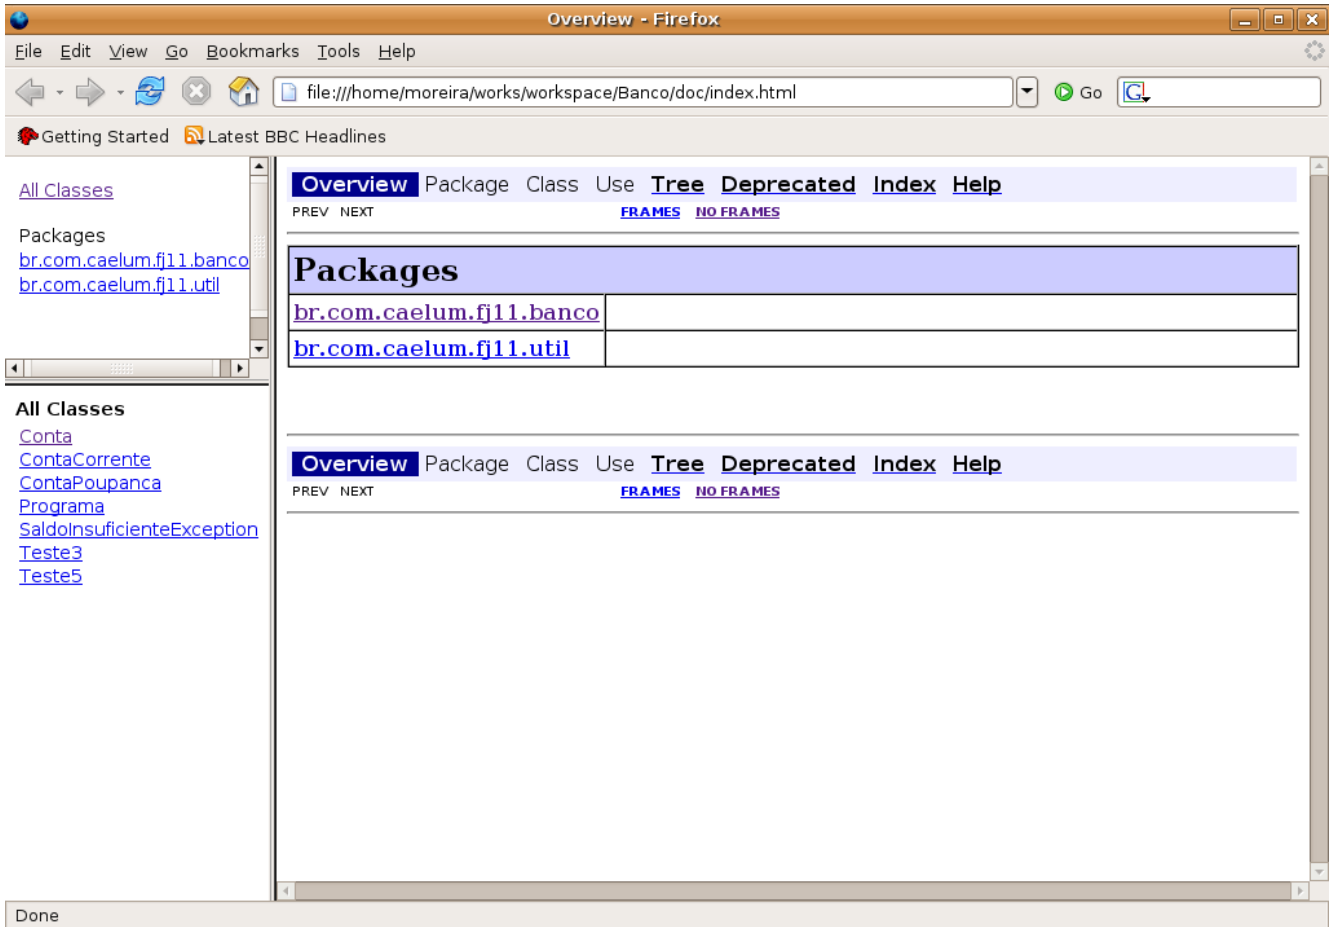 Overview - Firefox
File Edit View Go Bookmarks Tools Help
file:///home/moreira/works/workspace/Banco/doc/index.html
Go
G
Getting Started Latest BBC Headlines
All Classes
Packages
br.com.caelum.fj11.banco
br.com.caelum.fj11.util
All Classes
Conta
ContaCorrente
ContaPoupanca
Programa
SaldoInsuficienteException
Teste3
Teste5
Overview Package Class Use Tree Deprecated Index Help
PREV NEXT FRAMES NO FRAMES
Packages
br.com.caelum.fj11.banco
br.com.caelum.fj11.util
Overview Package Class Use Tree Deprecated Index Help
PREV NEXT FRAMES NO FRAMES
Done